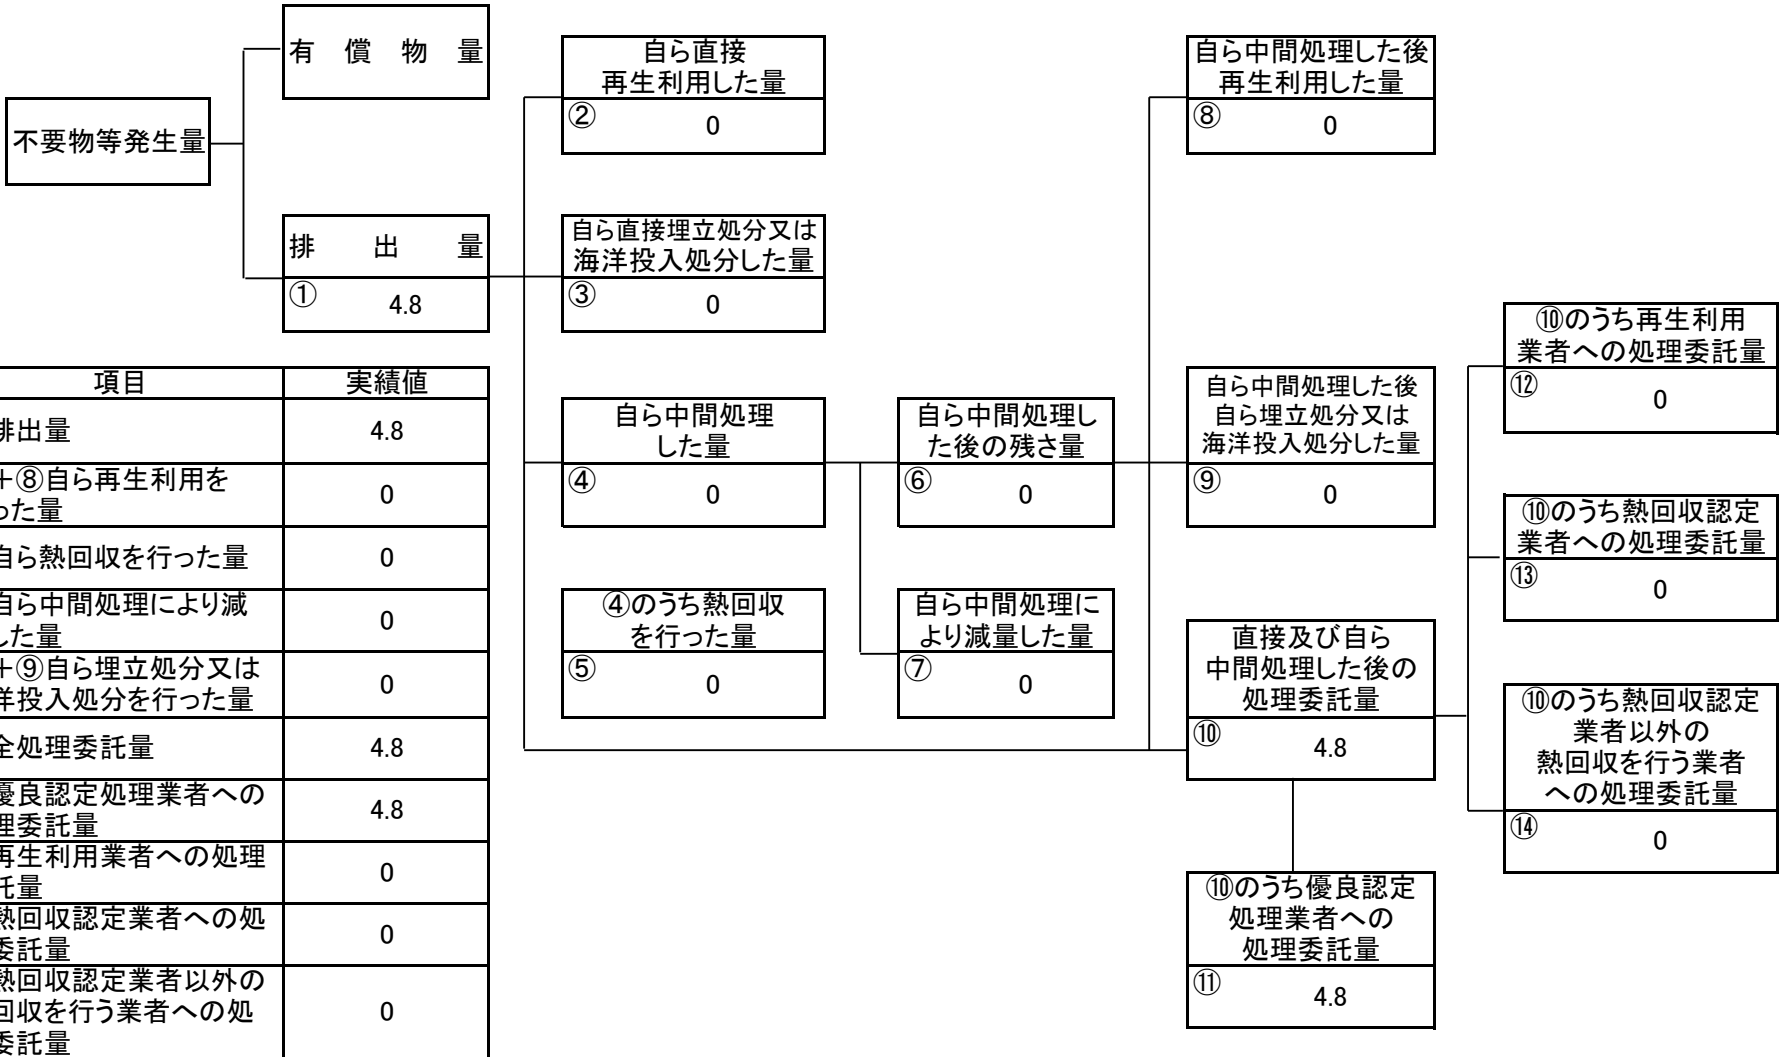 有 償 物 量
不要物等発生量
排 出 量
① 4.8
自ら直接
再生利用した量
② 0
自ら直接埋立処分又は
海洋投入処分した量
③ 0
自ら中間処理
した量
④ 0
④のうち熱回収
を行った量
⑤ 0
自ら中間処理し
た後の残さ量
⑥ 0
自ら中間処理に
より減量した量
⑦ 0
自ら中間処理した後
再生利用した量
⑧ 0
自ら中間処理した後
自ら埋立処分又は
海洋投入処分した量
⑨ 0
直接及び自ら
中間処理した後の
処理委託量
⑩ 4.8
⑩のうち優良認定
処理業者への
処理委託量
⑪ 4.8
⑩のうち再生利用
業者への処理委託量
⑫ 0
⑩のうち熱回収認定
業者への処理委託量
⑬ 0
⑩のうち熱回収認定
業者以外の
熱回収を行う業者
への処理委託量
⑭ 0
項目 実績値
排出量 4.8
+⑧自ら再生利用を
った量 0
自ら熱回収を行った量 0
自ら中間処理により減
した量 0
+⑨自ら埋立処分又は
洋投入処分を行った量 0
全処理委託量 4.8
優良認定処理業者への
理委託量 4.8
再生利用業者への処理
託量 0
熱回収認定業者への処
委託量 0
熱回収認定業者以外の
回収を行う業者への処
委託量 0